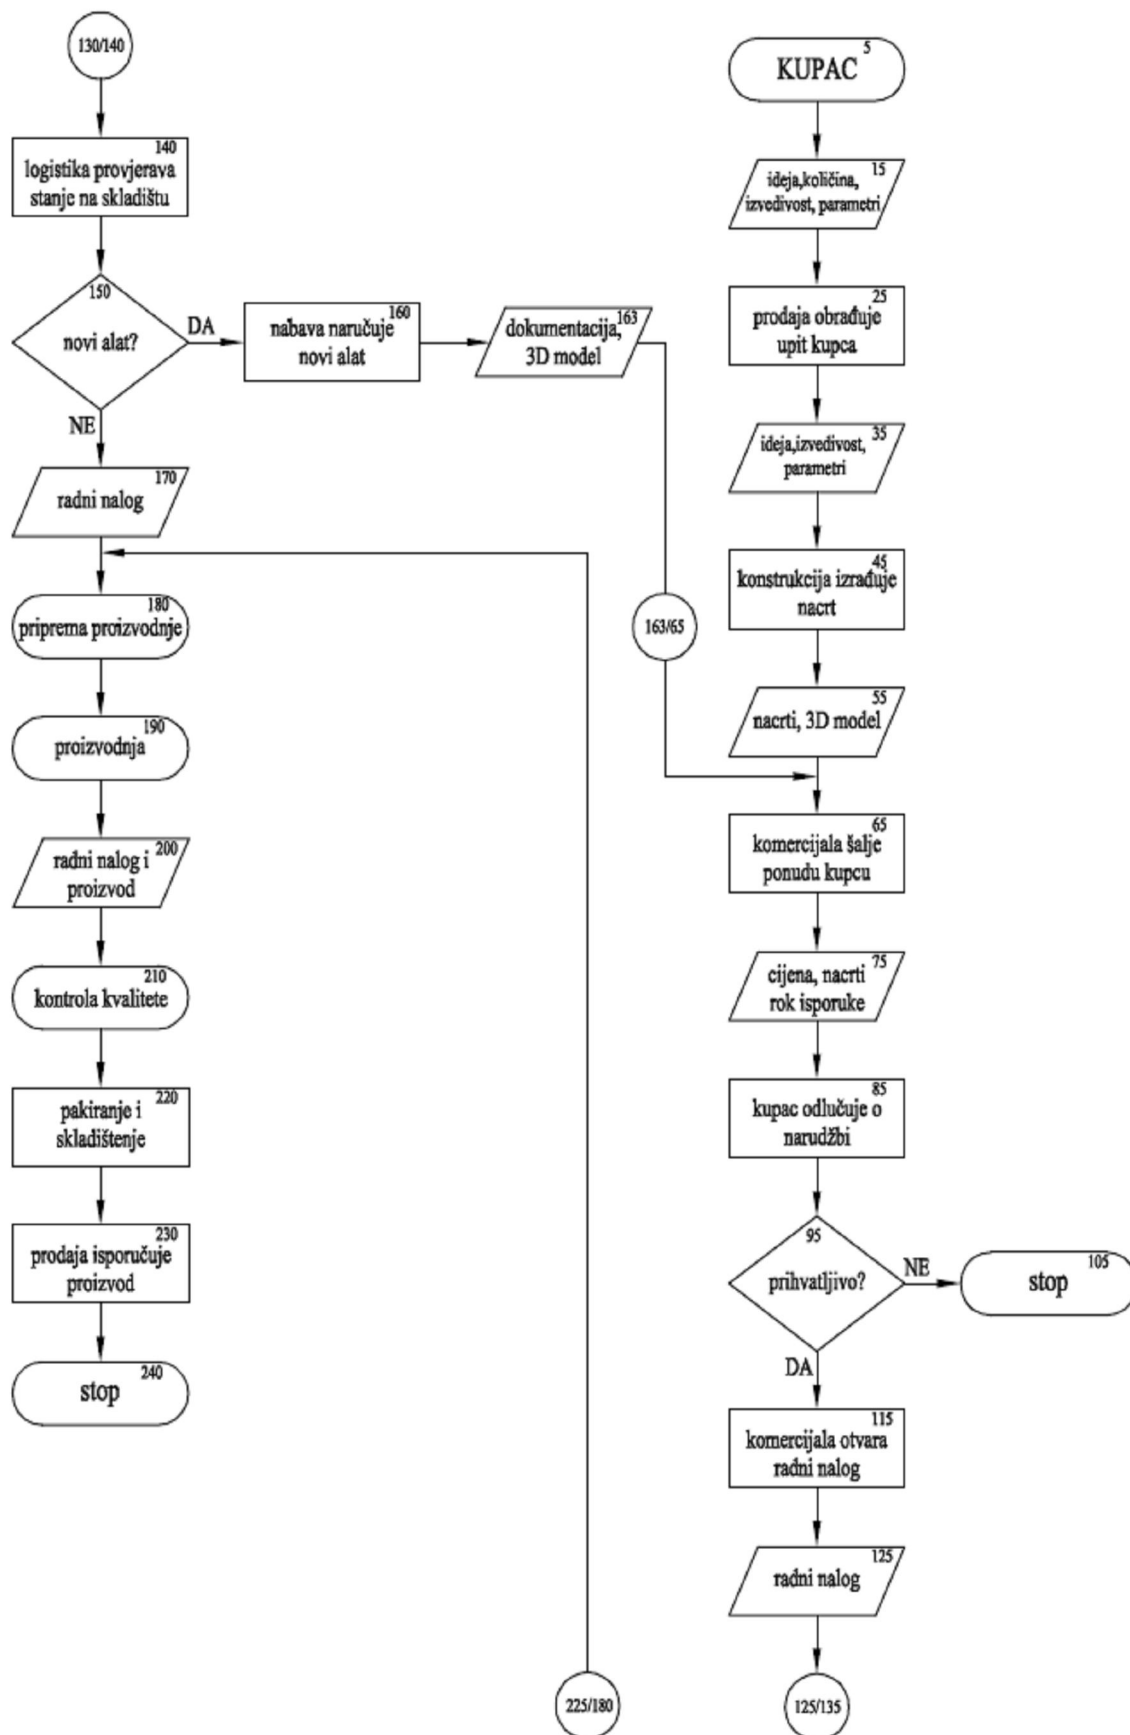 130/140
140
logistika provjerava
stanje na skladištu
150
novi alat?
DA
NE
160
nabava naručuje
novi alat
163
dokumentacija,
3D model
170
radni nalog
180
priprema proizvodnje
190
proizvodnja
200
radni nalog i
proizvod
210
kontrola kvalitete
220
pakiranje i
skladištenje
230
prodaja isporučuje
proizvod
240
stop
163/65
225/180
5
KUPAC
15
ideja,količina,
izvedivost, parametri
25
prodaja obrađuje
upit kupca
35
ideja,izvedivost,
parametri
45
konstrukcija izrađuje
nacrt
55
nacrti, 3D model
65
komercijala šalje
ponudu kupcu
75
cijena, nacrti
rok isporuke
85
kupac odlučuje o
narudžbi
95
prihvatljivo?
NE
105
stop
DA
115
komercijala otvara
radni nalog
125
radni nalog
125/135